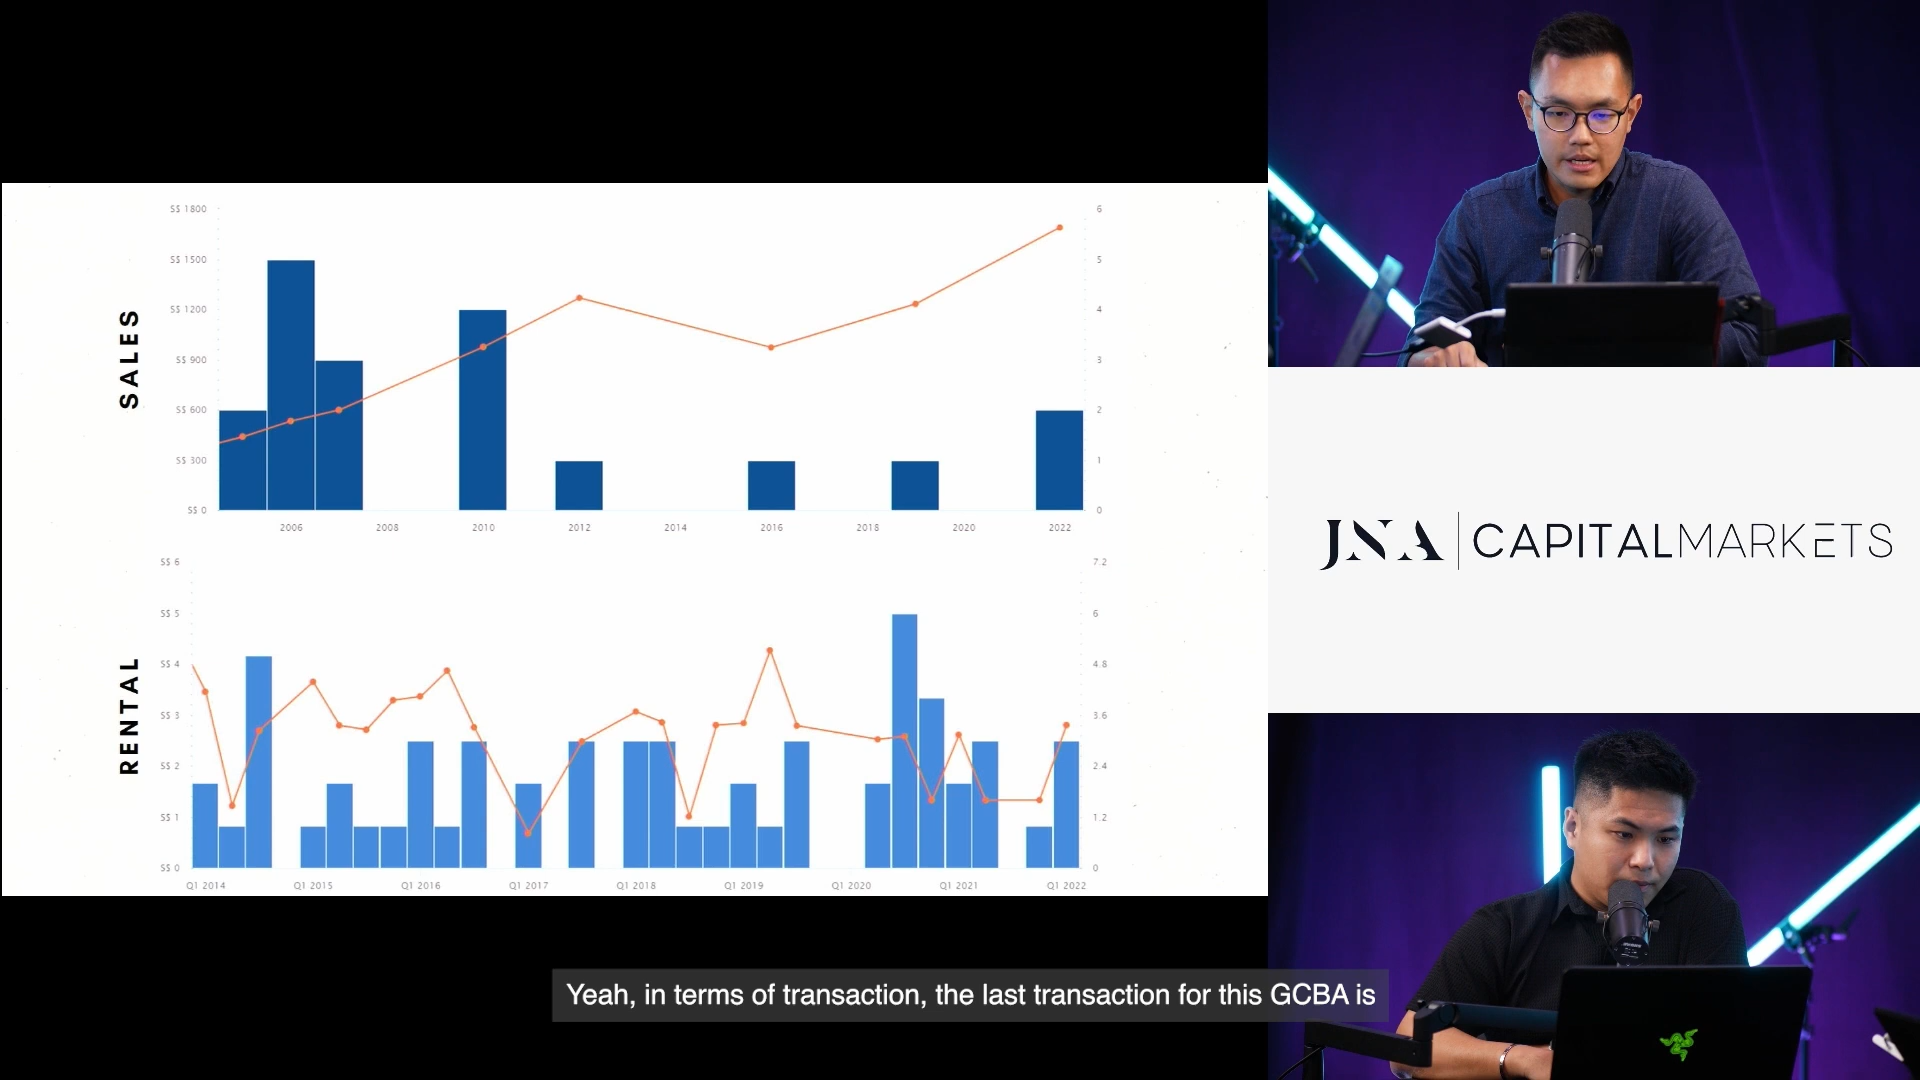 SALES
S$ 1800
S$ 1500
S$ 1200
S$ 900
S$ 600
S$ 300
S$ 0
6
5
4
3
2
1
0
2006 2008 2010 2012 2014 2016 2018 2020 2022
RENTAL
S$ 6
S$ 5
S$ 4
S$ 3
S$ 2
S$ 1
S$ 0
7.2
6
4.8
3.6
2.4
1.2
0
Q1 2014 Q1 2015 Q1 2016 Q1 2017 Q1 2018 Q1 2019 Q1 2020 Q1 2021 Q1 2022
JNA | CAPITALMARKETS
Yeah, in terms of transaction, the last transaction for this GCBA is